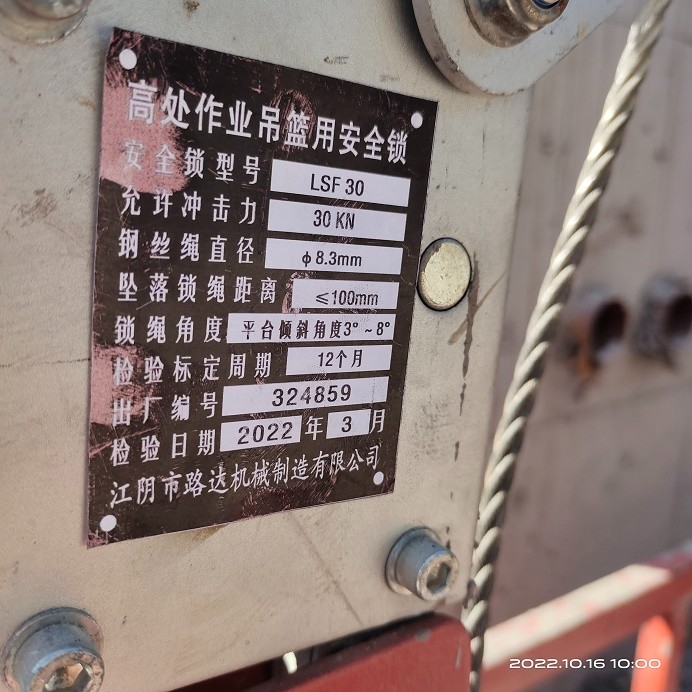 高处作业吊篮用安全锁
安全锁型号 LSF 30
允许冲击力 30 KN
钢丝绳直径 ϕ8.3mm
坠落锁绳距离 ≤100mm
锁绳角度 平台倾斜角度3°~8°
检验标定周期 12个月
出厂编号 324859
检验日期 2022 年 3 月
江阴市路达机械制造有限公司
2022.10.16 10:00